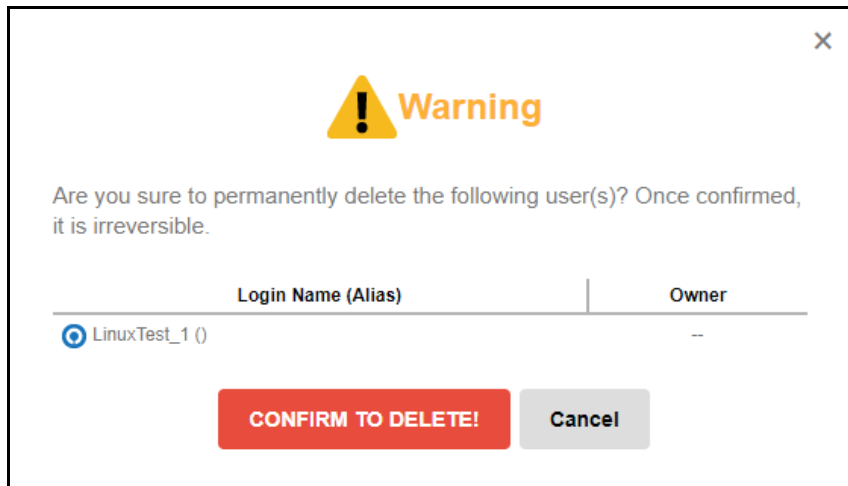 Warning
Are you sure to permanently delete the following user(s)? Once confirmed,
it is irreversible.
Login Name (Alias) Owner
LinuxTest_1 () --
CONFIRM TO DELETE! Cancel